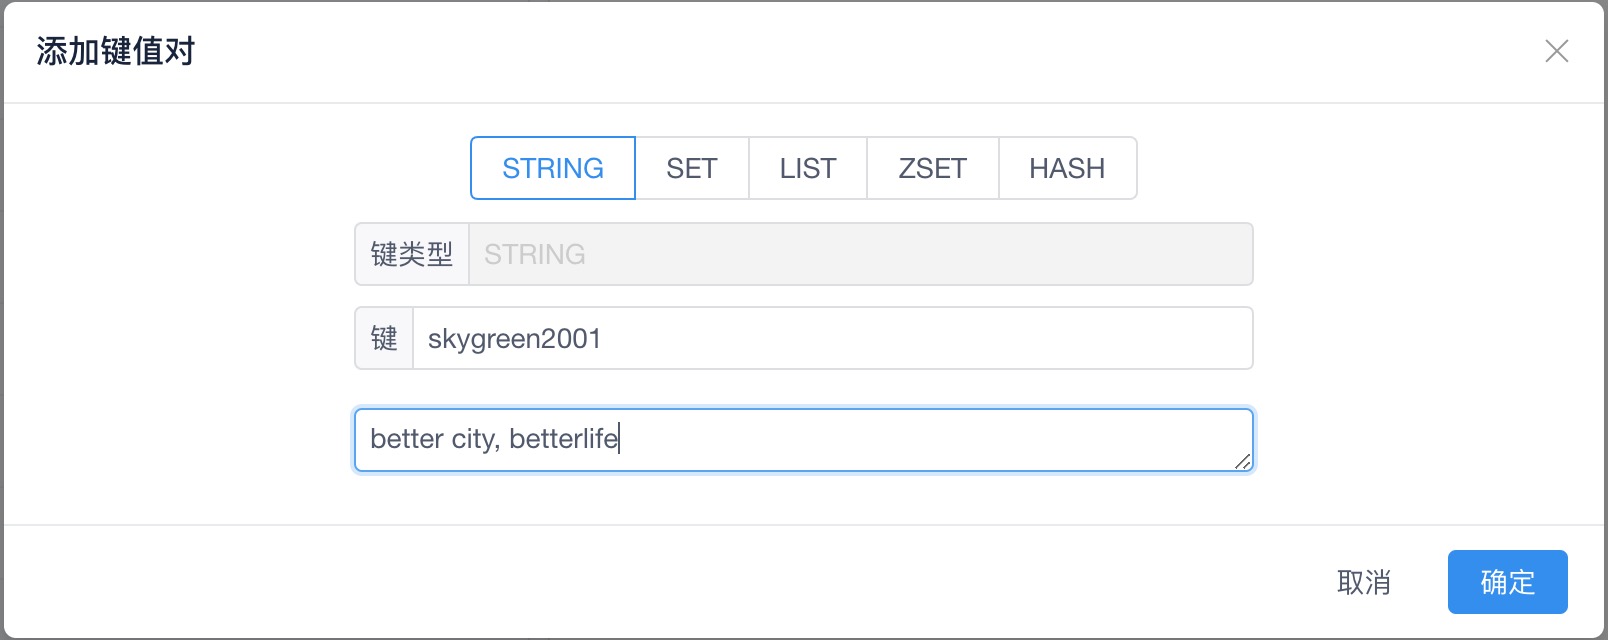 添加键值对
STRING SET LIST ZSET HASH
键类型 STRING
键 skygreen2001
better city, betterlife
取消 确定